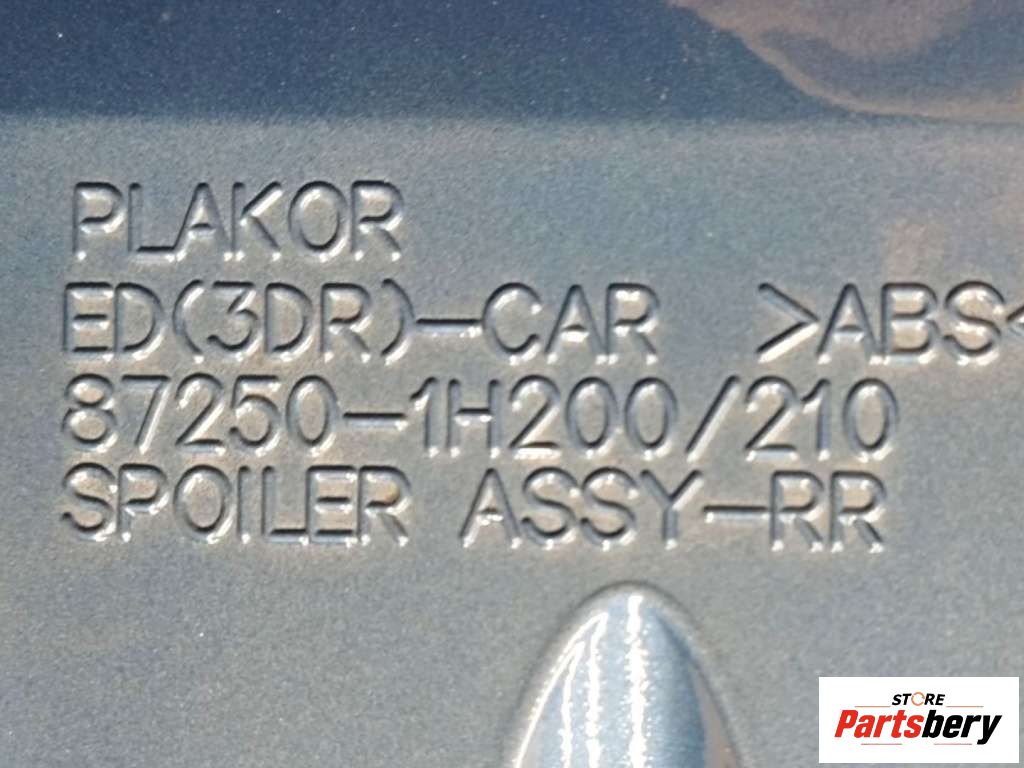 PLAKOR
ED(3DR)-CAR >ABS<
87250-1H200/210
SPOILER ASSY-RR
STORE
Partsbery